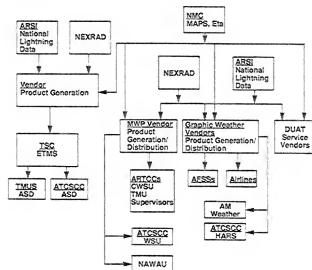 ARSI
National
Lightning
Data
NEXRAD
NMC
MAPS, Eta
Vendor
Product Generation
NEXRAD
ARSI
National
Lightning
Data
TSC
ETMS
MWP Vendor
Product
Generation/
Distribution
Graphic Weather
Vendors
Product Generation/
Distribution
DUAT
Service
Vendors
TMUS
ASD
ATCSCC
ASD
ARTCCs
CWSU
TMU
Supervisors
AFSSs
Airlines
AM
Weather
ATCSCC
WSU
ATCSCC
HARS
NAWAU